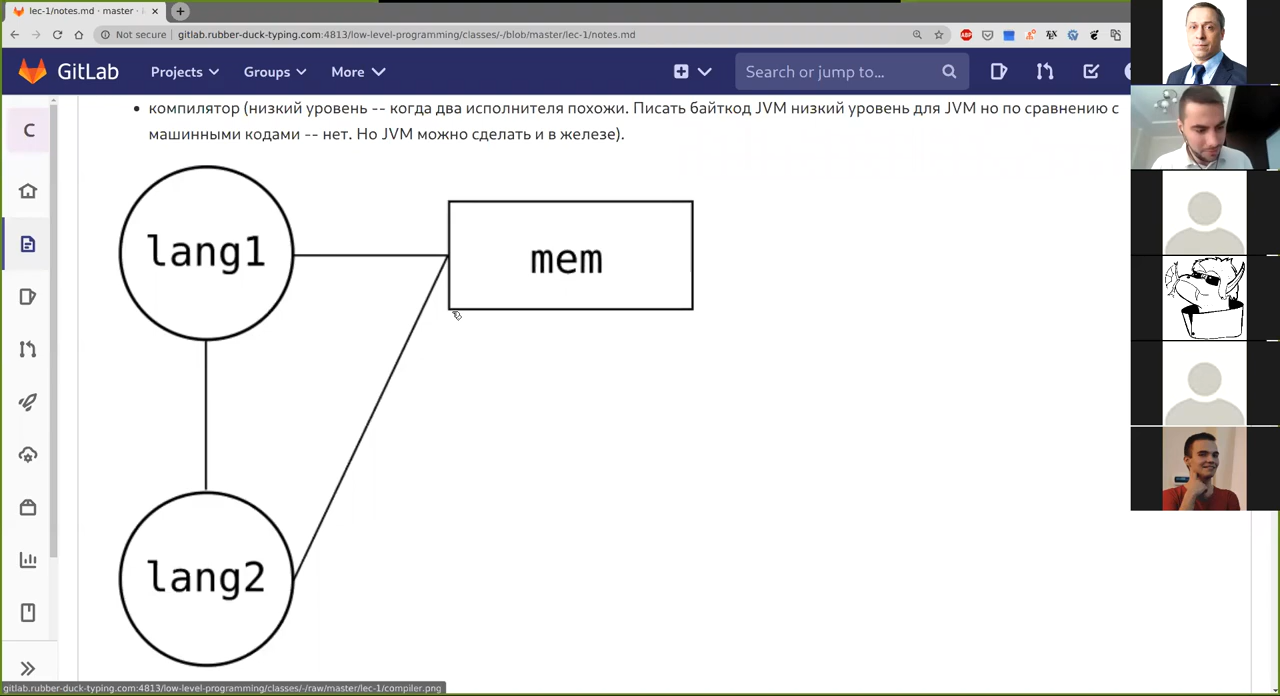 lec-1/notes.md · master ·
Not secure
gitlab.rubber-duck-typing.com:4813/low-level-programming/classes/-/blob/master/lec-1/notes.md
ABP
GitLab
Projects
Groups
More
Search or jump to...
C
компилятор (низкий уровень -- когда два исполнителя похожи. Писать байткод JVM низкий уровень для JVM но по сравнению с
машинными кодами -- нет. Но JVM можно сделать и в железе).
lang1
mem
lang2
gitlab.rubber-duck-typing.com:4813/low-level-programming/classes/-/raw/master/lec-1/compiler.png